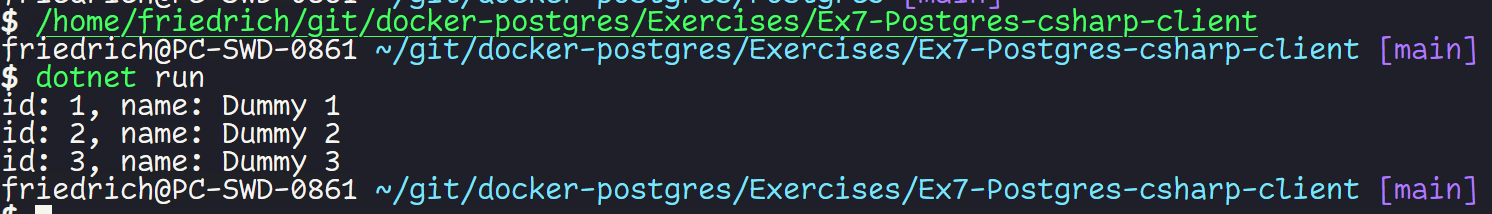 $ /home/friedrich/git/docker-postgres/Exercises/Ex7-Postgres-csharp-client
friedrich@PC-SWD-0861 ~/git/docker-postgres/Exercises/Ex7-Postgres-csharp-client [main]
$ dotnet run
id: 1, name: Dummy 1
id: 2, name: Dummy 2
id: 3, name: Dummy 3
friedrich@PC-SWD-0861 ~/git/docker-postgres/Exercises/Ex7-Postgres-csharp-client [main]
$